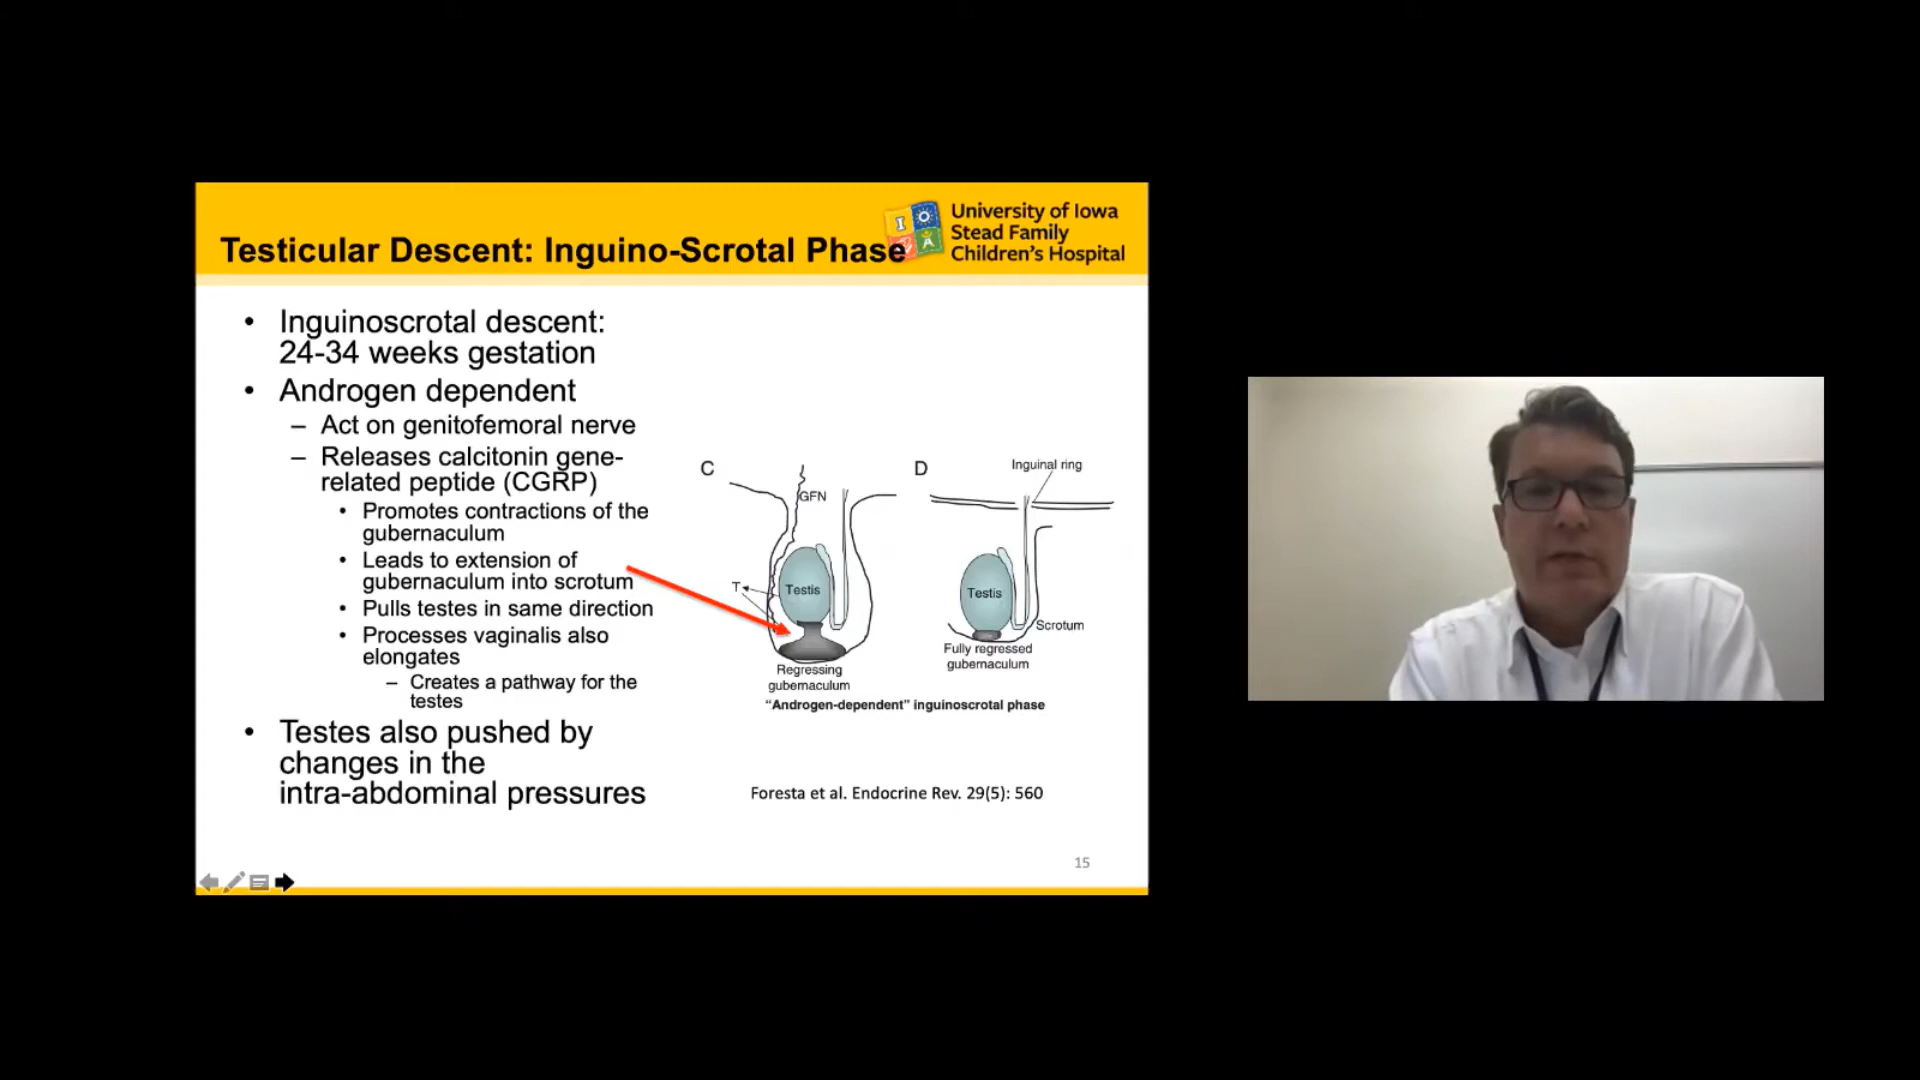 Testicular Descent: Inguino-Scrotal Phase
University of Iowa
Stead Family
Children's Hospital
• Inguinoscrotal descent:
24-34 weeks gestation
• Androgen dependent
– Act on genitofemoral nerve
– Releases calcitonin gene-
related peptide (CGRP)
• Promotes contractions of the
gubernaculum
• Leads to extension of
gubernaculum into scrotum
• Pulls testes in same direction
• Processes vaginalis also
elongates
– Creates a pathway for the
testes
• Testes also pushed by
changes in the
intra-abdominal pressures
C
GFN
T
Testis
Regressing
gubernaculum
D
Inguinal ring
Testis
Scrotum
Fully regressed
gubernaculum
"Androgen-dependent" inguinoscrotal phase
Foresta et al. Endocrine Rev. 29(5): 560
15